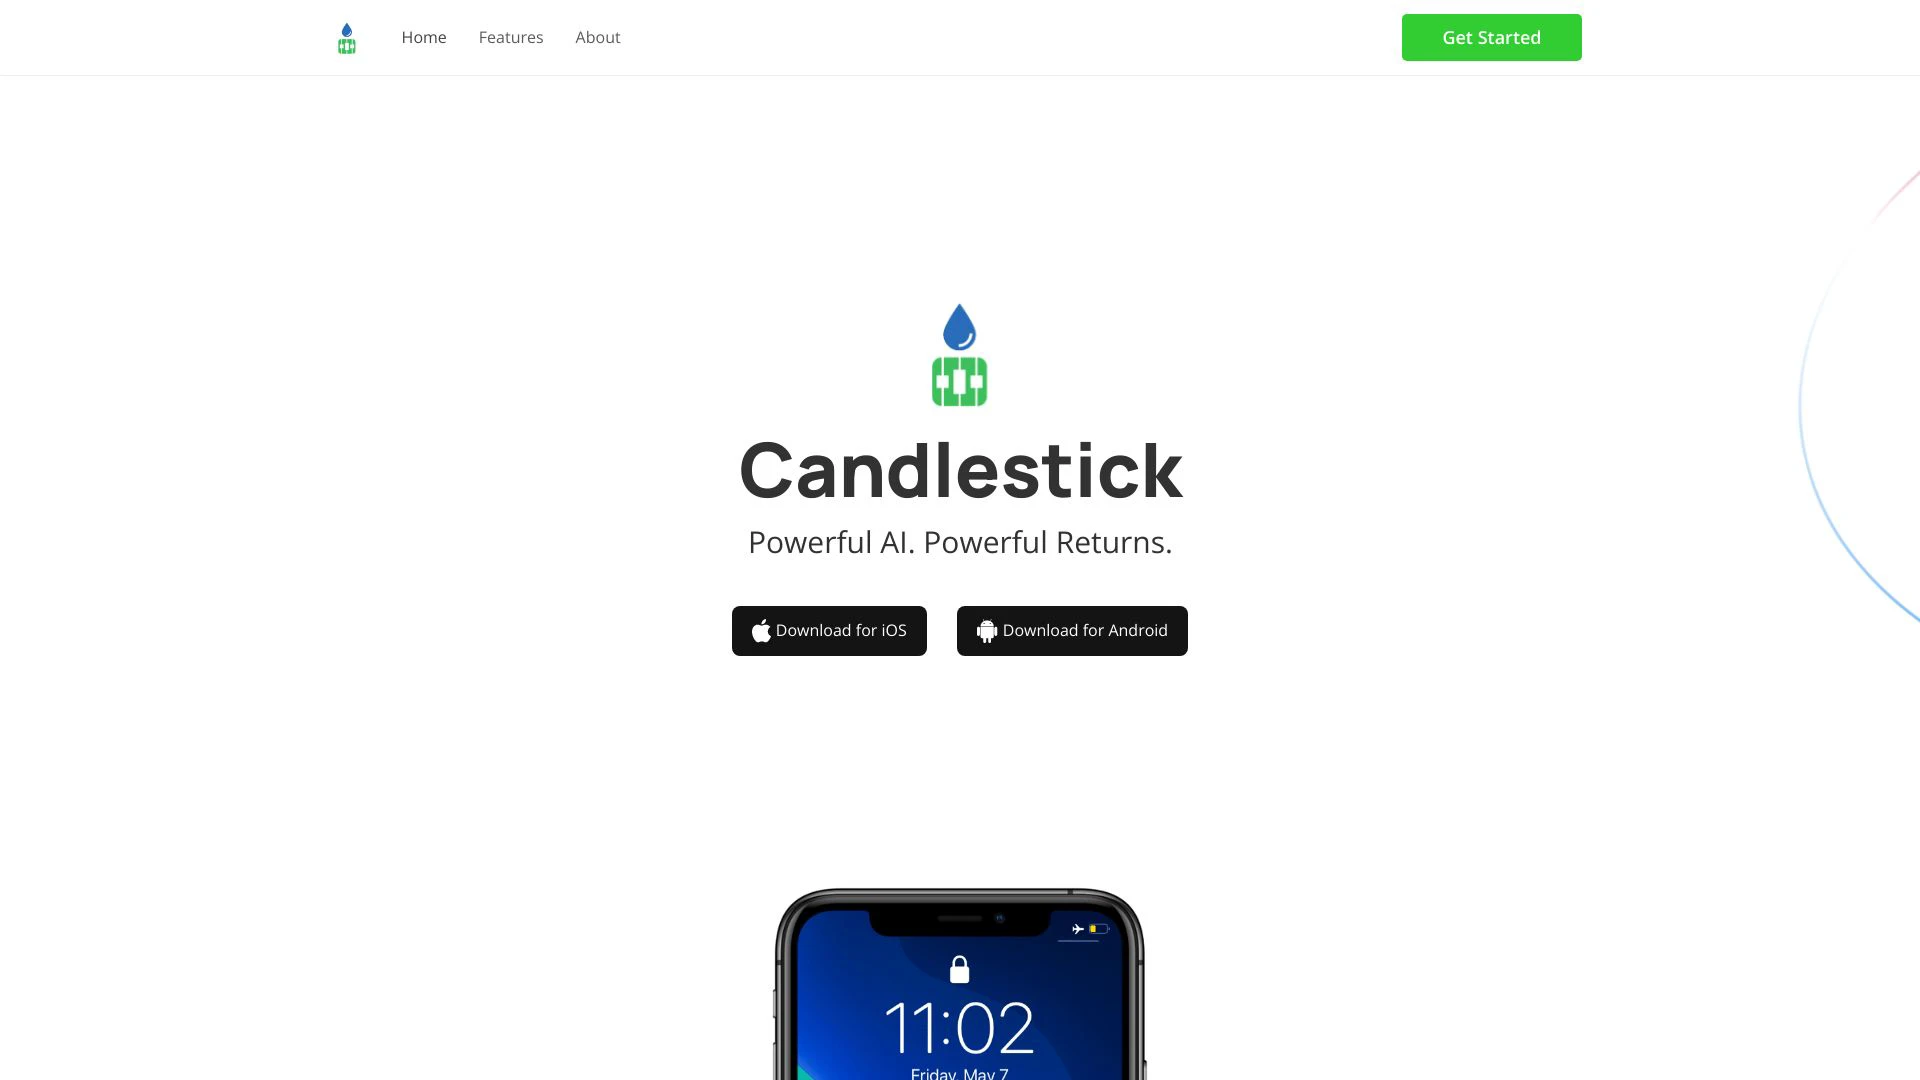 Home Features About Get Started
Candlestick
Powerful AI. Powerful Returns.
Download for iOS Download for Android
11:02
Friday, May 7